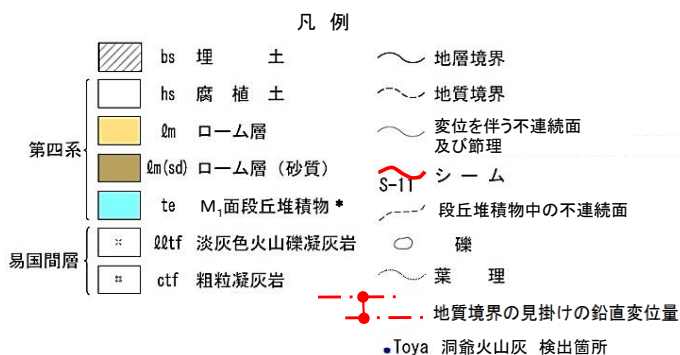 凡 例
bs 埋 土
hs 腐 植 土
ℓm ローム層
ℓm(sd) ローム層（砂質）
te M₁面段丘堆積物 *
第四系
ℓℓtf 淡灰色火山礫凝灰岩
ctf 粗粒凝灰岩
易国間層
地層境界
地質境界
変位を伴う不連続面
及び節理
S-11 シ ー ム
段丘堆積物中の不連続面
礫
葉 理
地質境界の見掛けの鉛直変位量
Toya 洞爺火山灰 検出箇所